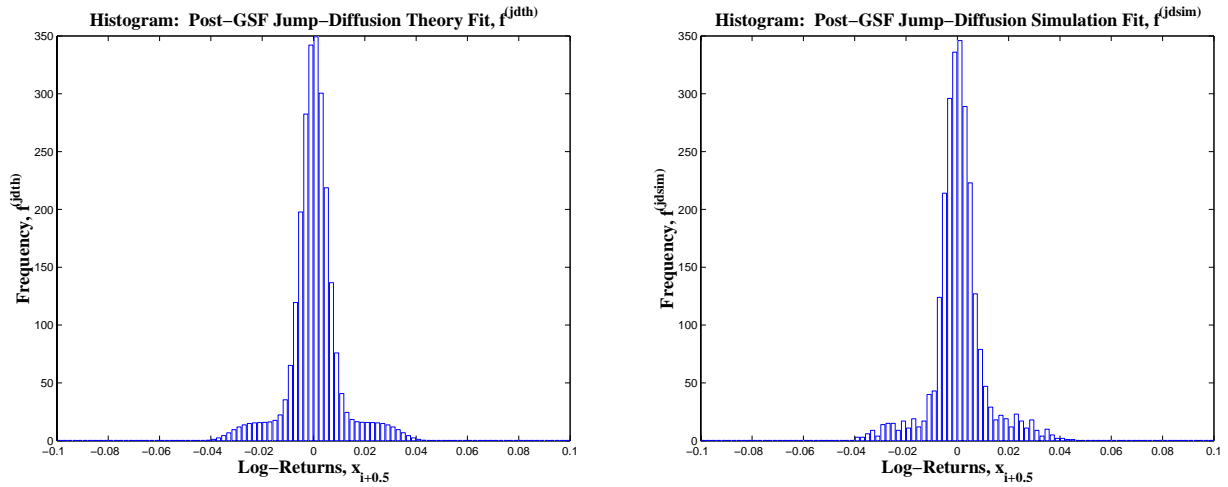 Histogram: Post-GSF Jump-Diffusion Theory Fit, f^(jdth)
350
300
250
200
150
100
50
0
Frequency, f^(jdth)
-0.1 -0.08 -0.06 -0.04 -0.02 0 0.02 0.04 0.06 0.08 0.1
Log-Returns, x_i+0.5
Histogram: Post-GSF Jump-Diffusion Simulation Fit, f^(jdsim)
350
300
250
200
150
100
50
0
Frequency, f^(jdsim)
-0.1 -0.08 -0.06 -0.04 -0.02 0 0.02 0.04 0.06 0.08 0.1
Log-Returns, x_i+0.5